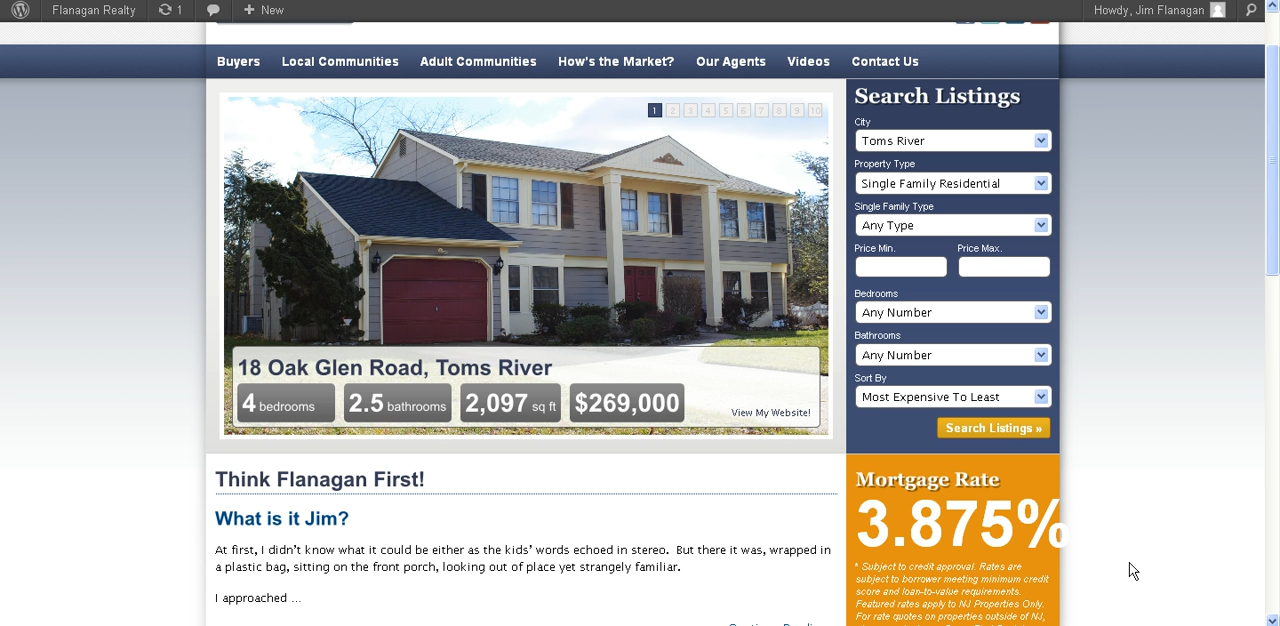 Flanagan Realty 1 + New Howdy, Jim Flanagan
Buyers Local Communities Adult Communities How's the Market? Our Agents Videos Contact Us
1 2 3 4 5 6 7 8 9 10
18 Oak Glen Road, Toms River
4 bedrooms 2.5 bathrooms 2,097 sq ft $269,000
View My Website!
Search Listings
City
Toms River
Property Type
Single Family Residential
Single Family Type
Any Type
Price Min. Price Max.
Bedrooms
Any Number
Bathrooms
Any Number
Sort By
Most Expensive To Least
Search Listings »
Think Flanagan First!
What is it Jim?
At first, I didn't know what it could be either as the kids' words echoed in stereo. But there it was, wrapped in
a plastic bag, sitting on the front porch, looking out of place yet strangely familiar.
I approached ...
Mortgage Rate
3.875%
* Subject to credit approval. Rates are
subject to borrower meeting minimum credit
score and loan-to-value requirements.
Featured rates apply to NJ Properties Only.
For rate quotes on properties outside of NJ,